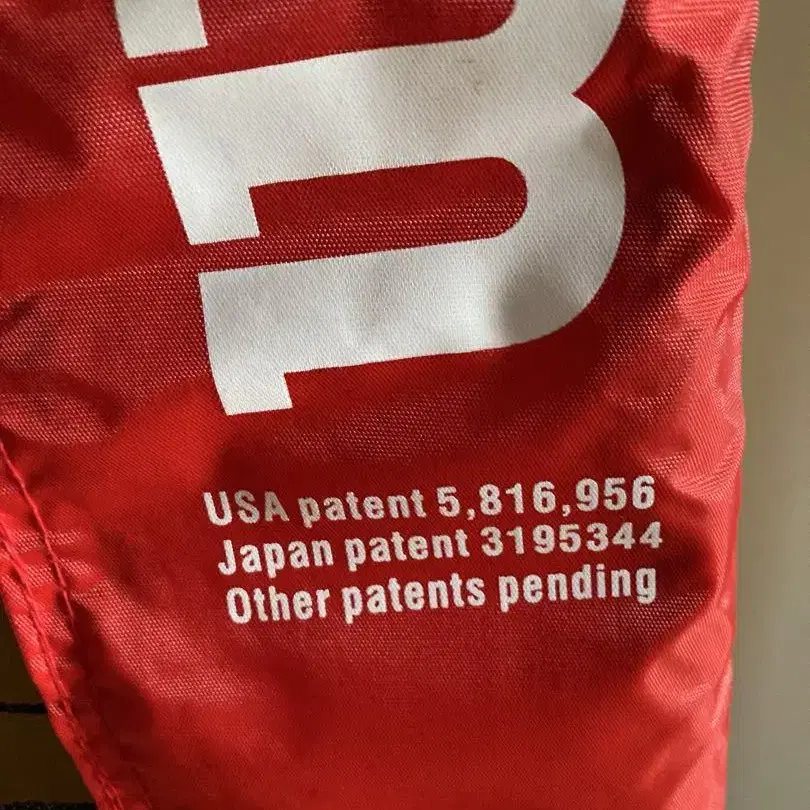 USA patent 5,816,956
Japan patent 3195344
Other patents pending